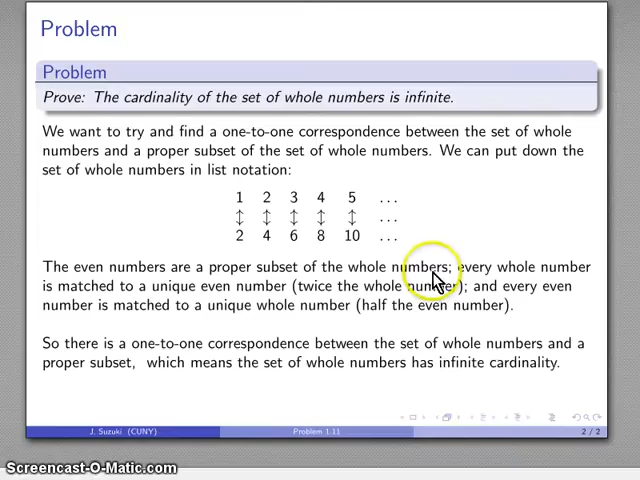 Problem
Problem
Prove: The cardinality of the set of whole numbers is infinite.
We want to try and find a one-to-one correspondence between the set of whole
numbers and a proper subset of the set of whole numbers. We can put down the
set of whole numbers in list notation:
1 2 3 4 5 ...
↕ ↕ ↕ ↕ ↕ ...
2 4 6 8 10 ...
The even numbers are a proper subset of the whole numbers; every whole number
is matched to a unique even number (twice the whole number); and every even
number is matched to a unique whole number (half the even number).
So there is a one-to-one correspondence between the set of whole numbers and a
proper subset, which means the set of whole numbers has infinite cardinality.
J. Suzuki (CUNY) Problem 1.11 2 / 2
Screencast-O-Matic.com